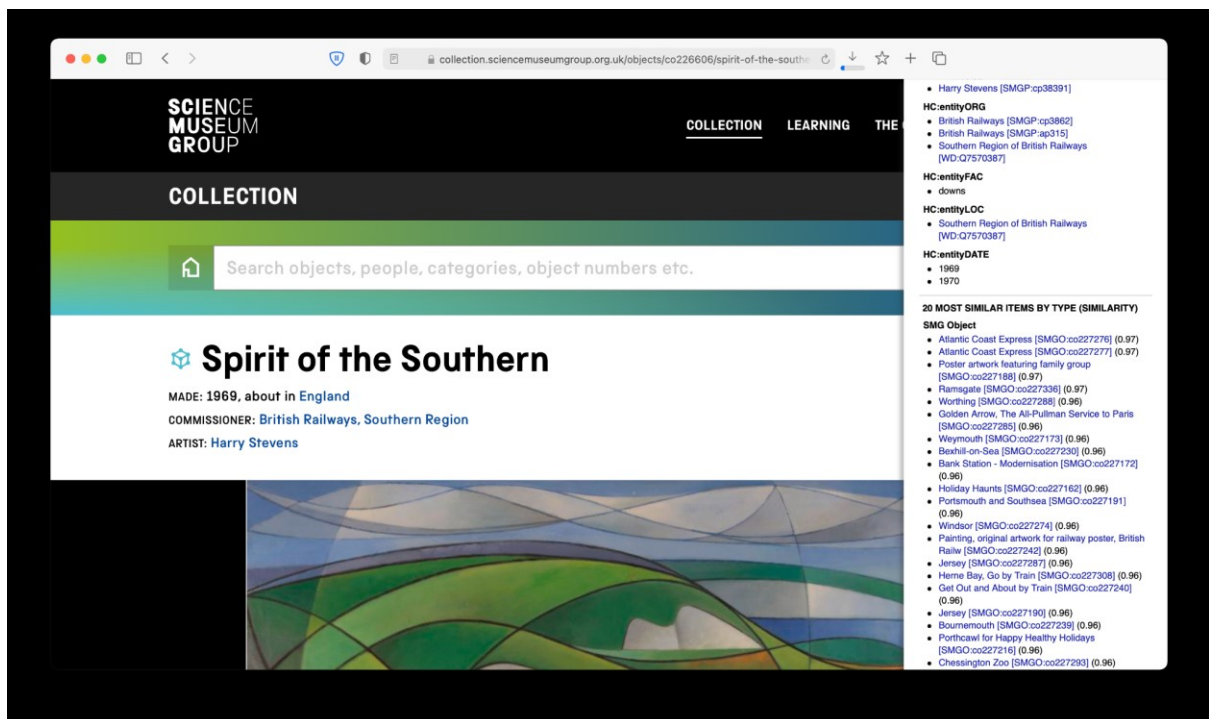 collection.sciencemuseumgroup.org.uk/objects/co226606/spirit-of-the-south
SCIENCE
MUSEUM
GROUP
COLLECTION LEARNING THE
COLLECTION
Search objects, people, categories, object numbers etc.
Spirit of the Southern
MADE: 1969, about in England
COMMISSIONER: British Railways, Southern Region
ARTIST: Harry Stevens
Harry Stevens [SMGP:cp38391]
HC:entityORG
British Railways [SMGP:cp3862]
British Railways [SMGP:ap315]
Southern Region of British Railways
[WD:Q7570387]
HC:entityFAC
downs
HC:entityLOC
Southern Region of British Railways
[WD:Q7570387]
HC:entityDATE
1969
1970
20 MOST SIMILAR ITEMS BY TYPE (SIMILARITY)
SMG Object
Atlantic Coast Express [SMGO:co227276] (0.97)
Atlantic Coast Express [SMGO:co227277] (0.97)
Poster artwork featuring family group
[SMGO:co227188] (0.97)
Ramsgate [SMGO:co227336] (0.97)
Worthing [SMGO:co227288] (0.96)
Golden Arrow, The All-Pullman Service to Paris
[SMGO:co227285] (0.96)
Weymouth [SMGO:co227173] (0.96)
Bexhill-on-Sea [SMGO:co227230] (0.96)
Bank Station - Modernisation [SMGO:co227172]
(0.96)
Holiday Haunts [SMGO:co227162] (0.96)
Portsmouth and Southsea [SMGO:co227191]
(0.96)
Windsor [SMGO:co227274] (0.96)
Painting, original artwork for railway poster, British
Railw [SMGO:co227242] (0.96)
Jersey [SMGO:co227287] (0.96)
Herne Bay, Go by Train [SMGO:co227308] (0.96)
Get Out and About by Train [SMGO:co227240]
(0.96)
Jersey [SMGO:co227190] (0.96)
Bournemouth [SMGO:co227239] (0.96)
Porthcawl for Happy Healthy Holidays
[SMGO:co227216] (0.96)
Chessington Zoo [SMGO:co227293] (0.96)